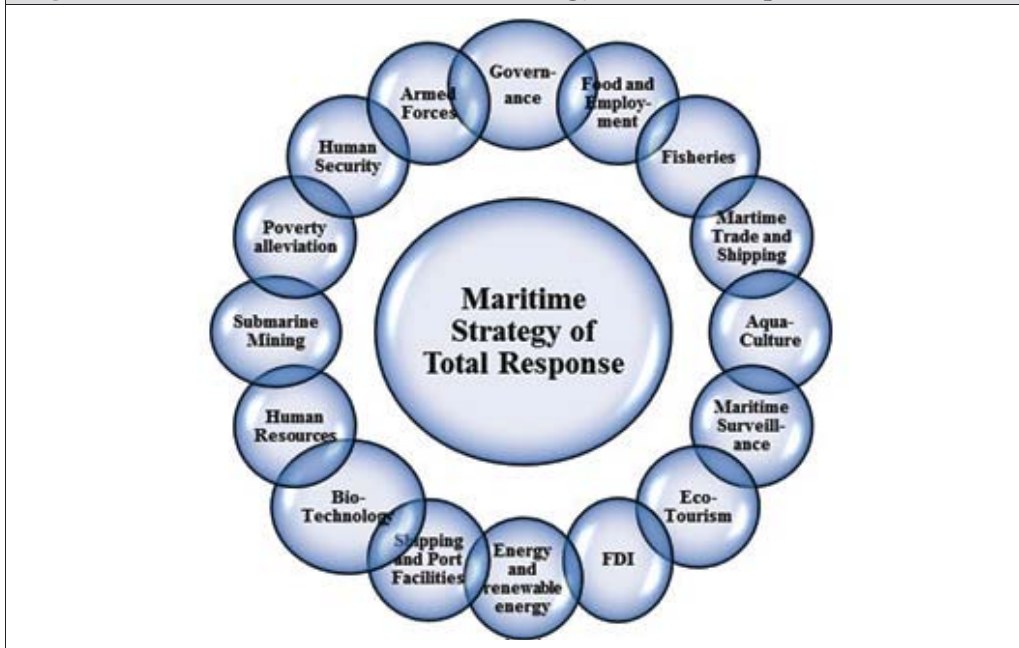 Govern-
ance
Food and
Employ-
ment
Fisheries
Martime
Trade and
Shipping
Aqua-
Culture
Maritime
Surveill-
ance
Eco-
Tourism
FDI
Energy
and
renewable
energy
Shipping
and Port
Facilities
Bio-
Technology
Human
Resources
Submarine
Mining
Poverty
alleviation
Human
Security
Armed
Forces
Maritime
Strategy of
Total Response